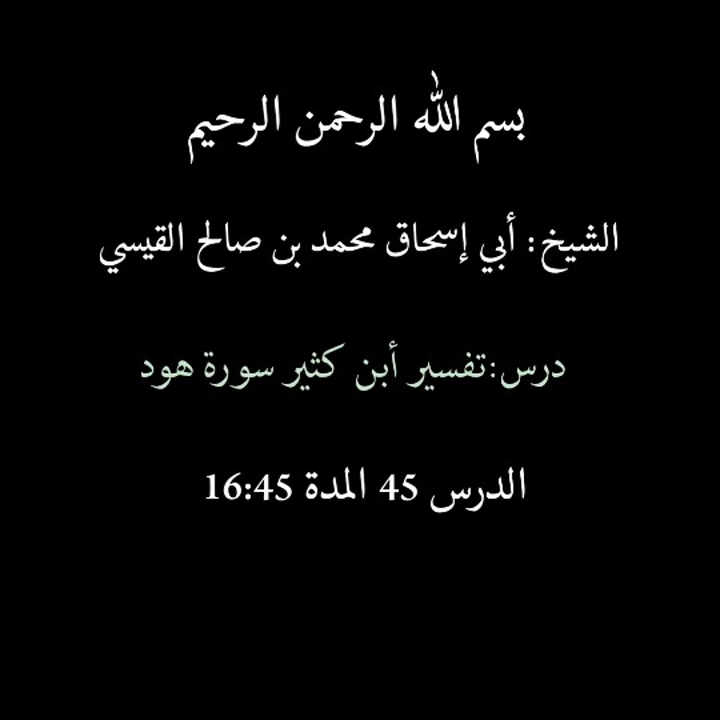 بسم الله الرحمن الرحيم
الشيخ: أبي إسحاق محمد بن صالح القيسي
درس:تفسير أبن كثير سورة هود
الدرس 45 المدة 16:45